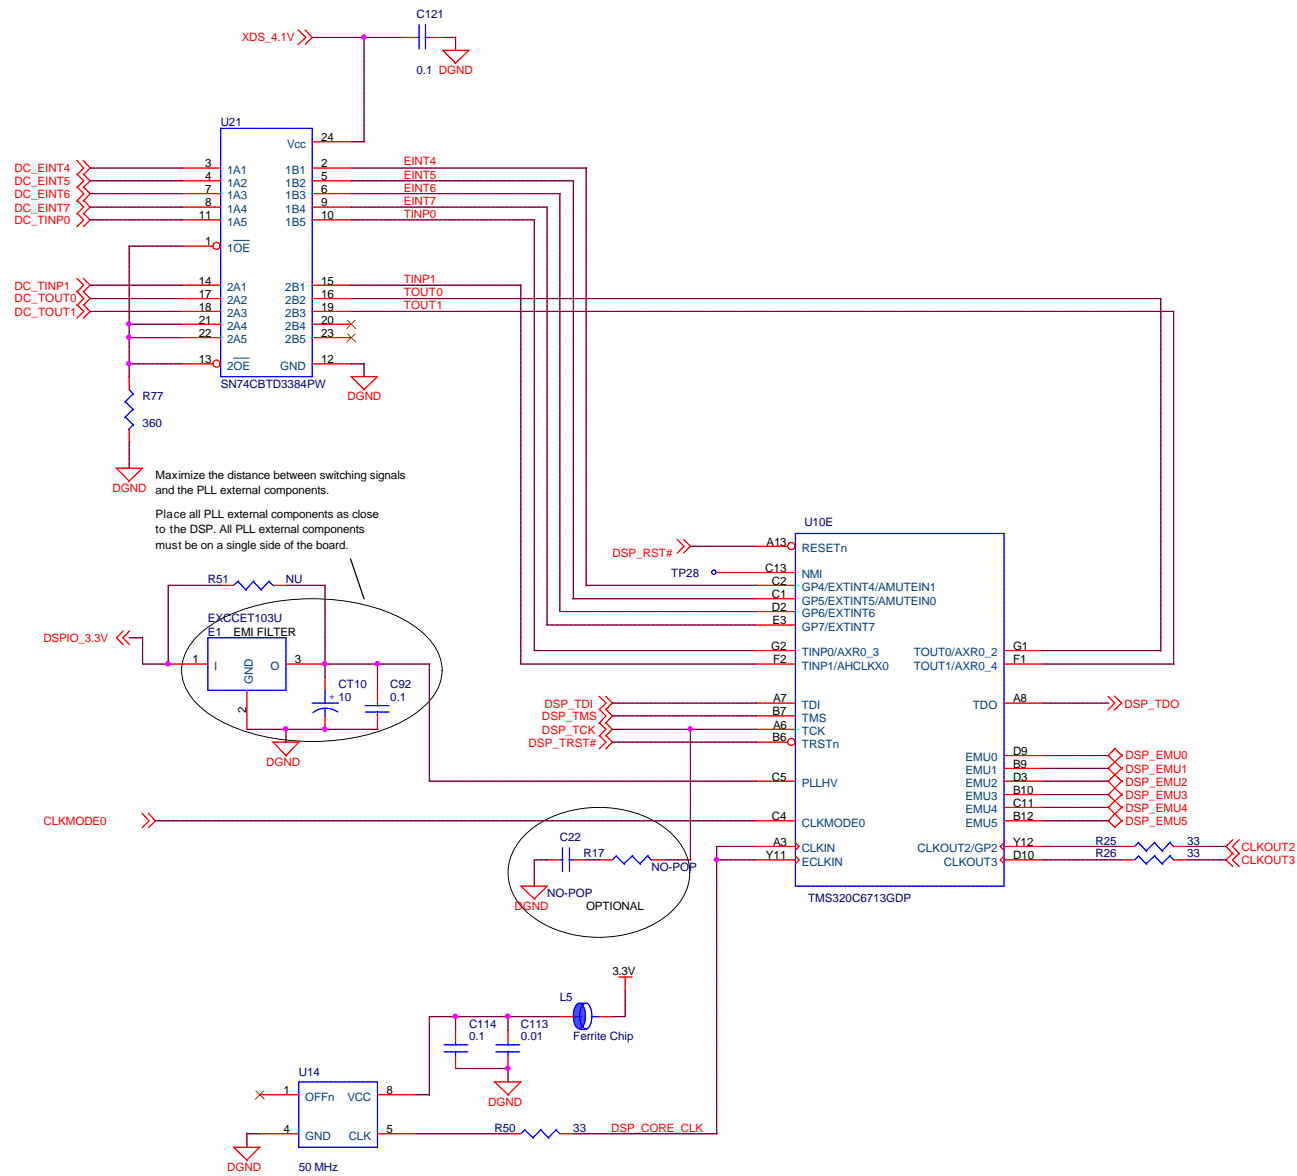 C121
XDS_4.1V
0.1 DGND
U21
Vcc 24
DC_EINT4 3 1A1 1B1 2 EINT4
DC_EINT5 4 1A2 1B2 5 EINT5
DC_EINT6 7 1A3 1B3 6 EINT6
DC_EINT7 8 1A4 1B4 9 EINT7
DC_TINP0 11 1A5 1B5 10 TINP0
1 1OE
DC_TINP1 14 2A1 2B1 15 TINP1
DC_TOUT0 17 2A2 2B2 16 TOUT0
DC_TOUT1 18 2A3 2B3 19 TOUT1
21 2A4 2B4 20
22 2A5 2B5 23
13 2OE GND 12
SN74CBTD3384PW
DGND
R77
360
DGND
Maximize the distance between switching signals
and the PLL external components.
Place all PLL external components as close
to the DSP. All PLL external components
must be on a single side of the board.
R51 NU
EXCCET103U
E1 EMI FILTER
DSPIO_3.3V
1 I GND O 3
2
CT10
+
10
C92
0.1
DGND
U10E
DSP_RST# A13 RESETn
TP28 C13 NMI
C2 GP4/EXTINT4/AMUTEIN1
C1 GP5/EXTINT5/AMUTEIN0
D2 GP6/EXTINT6
E3 GP7/EXTINT7
G2 TINP0/AXR0_3 TOUT0/AXR0_2 G1
F2 TINP1/AHCLKX0 TOUT1/AXR0_4 F1
DSP_TDI A7 TDI TDO A8 DSP_TDO
DSP_TMS B7 TMS
DSP_TCK A6 TCK
DSP_TRST# B6 TRSTn
EMU0 D9 DSP_EMU0
EMU1 B9 DSP_EMU1
C5 PLLHV EMU2 D3 DSP_EMU2
EMU3 B10 DSP_EMU3
EMU4 C11 DSP_EMU4
CLKMODE0 C4 CLKMODE0 EMU5 B12 DSP_EMU5
A3 CLKIN CLKOUT2/GP2 Y12 R25 33 CLKOUT2
Y11 ECLKIN CLKOUT3 D10 R26 33 CLKOUT3
TMS320C6713GDP
C22
R17
NO-POP
NO-POP
DGND
OPTIONAL
3.3V
L5
Ferrite Chip
C114
0.1
C113
0.01
DGND
U14
1 OFFn VCC 8
4 GND CLK 5
R50 33 DSP_CORE_CLK
DGND
50 MHz